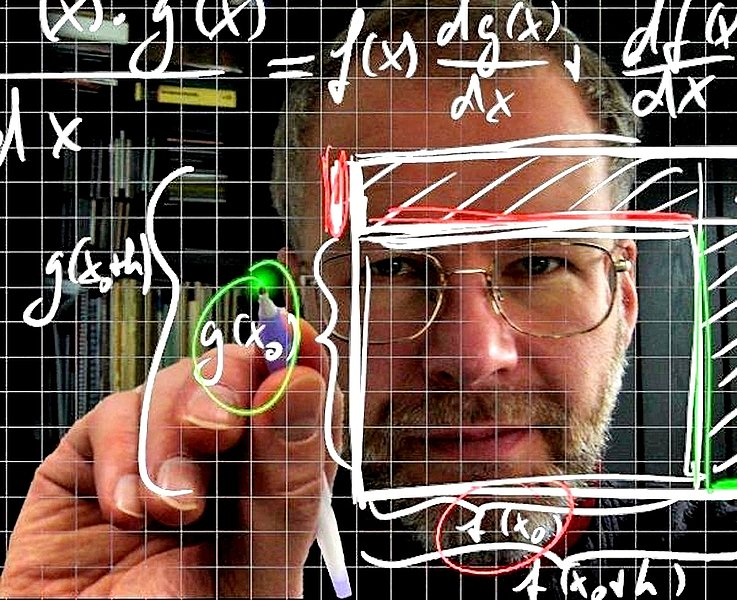 (x)·g(x)
= f(x) dg(x)/dx + df(x/dx
dx
g(x₀+h)
g(x₀)
f(x₀)
f(x₀+h)